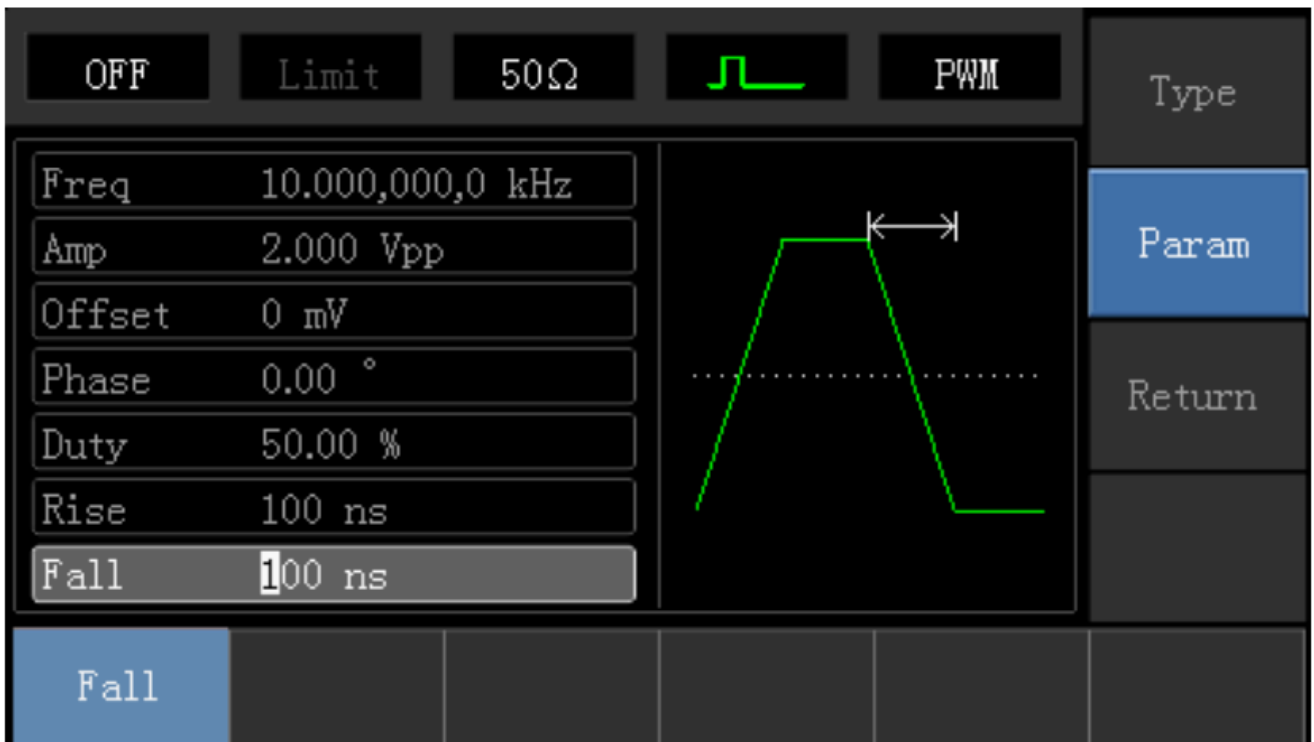 OFF Limit 50Ω PWM
Type
Freq 10.000,000,0 kHz
Amp 2.000 Vpp
Param
Offset 0 mV
Phase 0.00 °
Return
Duty 50.00 %
Rise 100 ns
Fall 100 ns
Fall